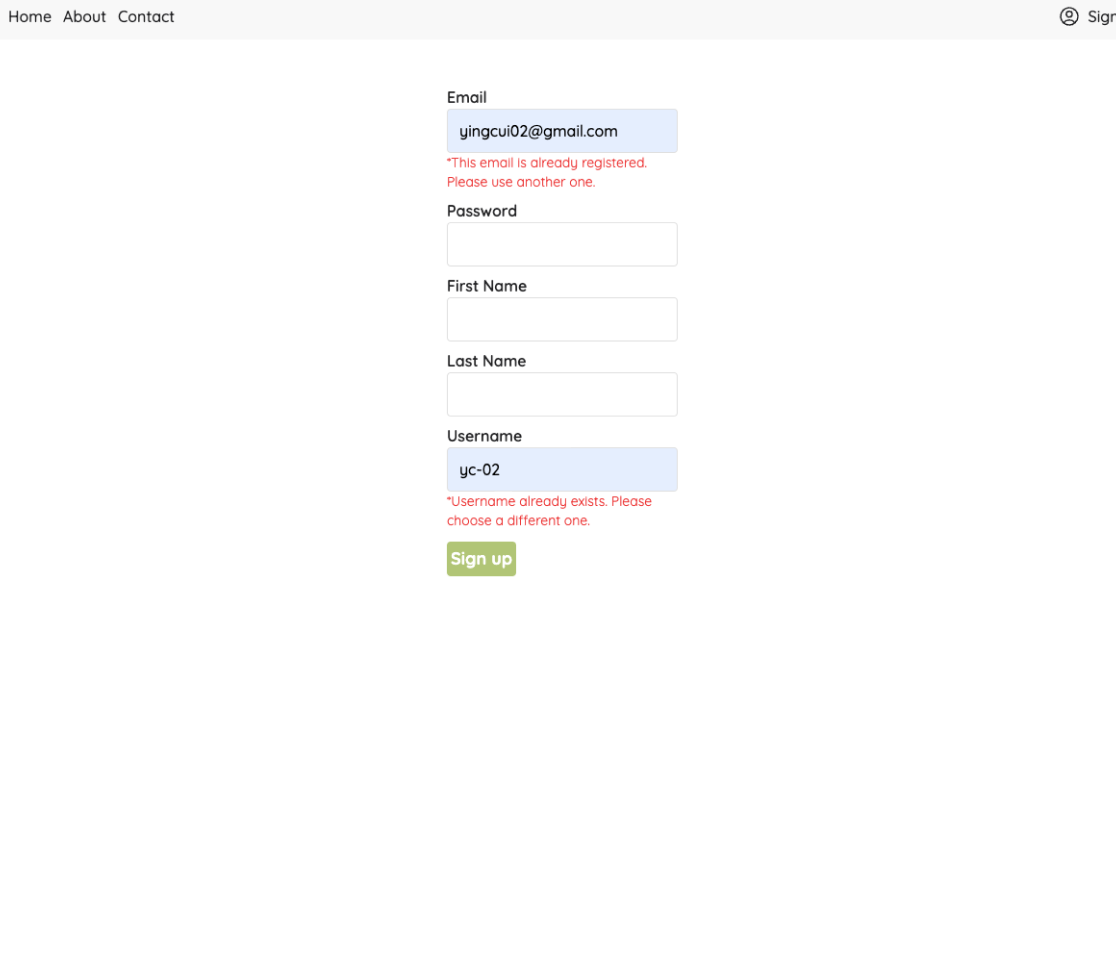 Home About Contact
Sign
Email
yingcui02@gmail.com
*This email is already registered.
Please use another one.
Password
First Name
Last Name
Username
yc-02
*Username already exists. Please
choose a different one.
Sign up